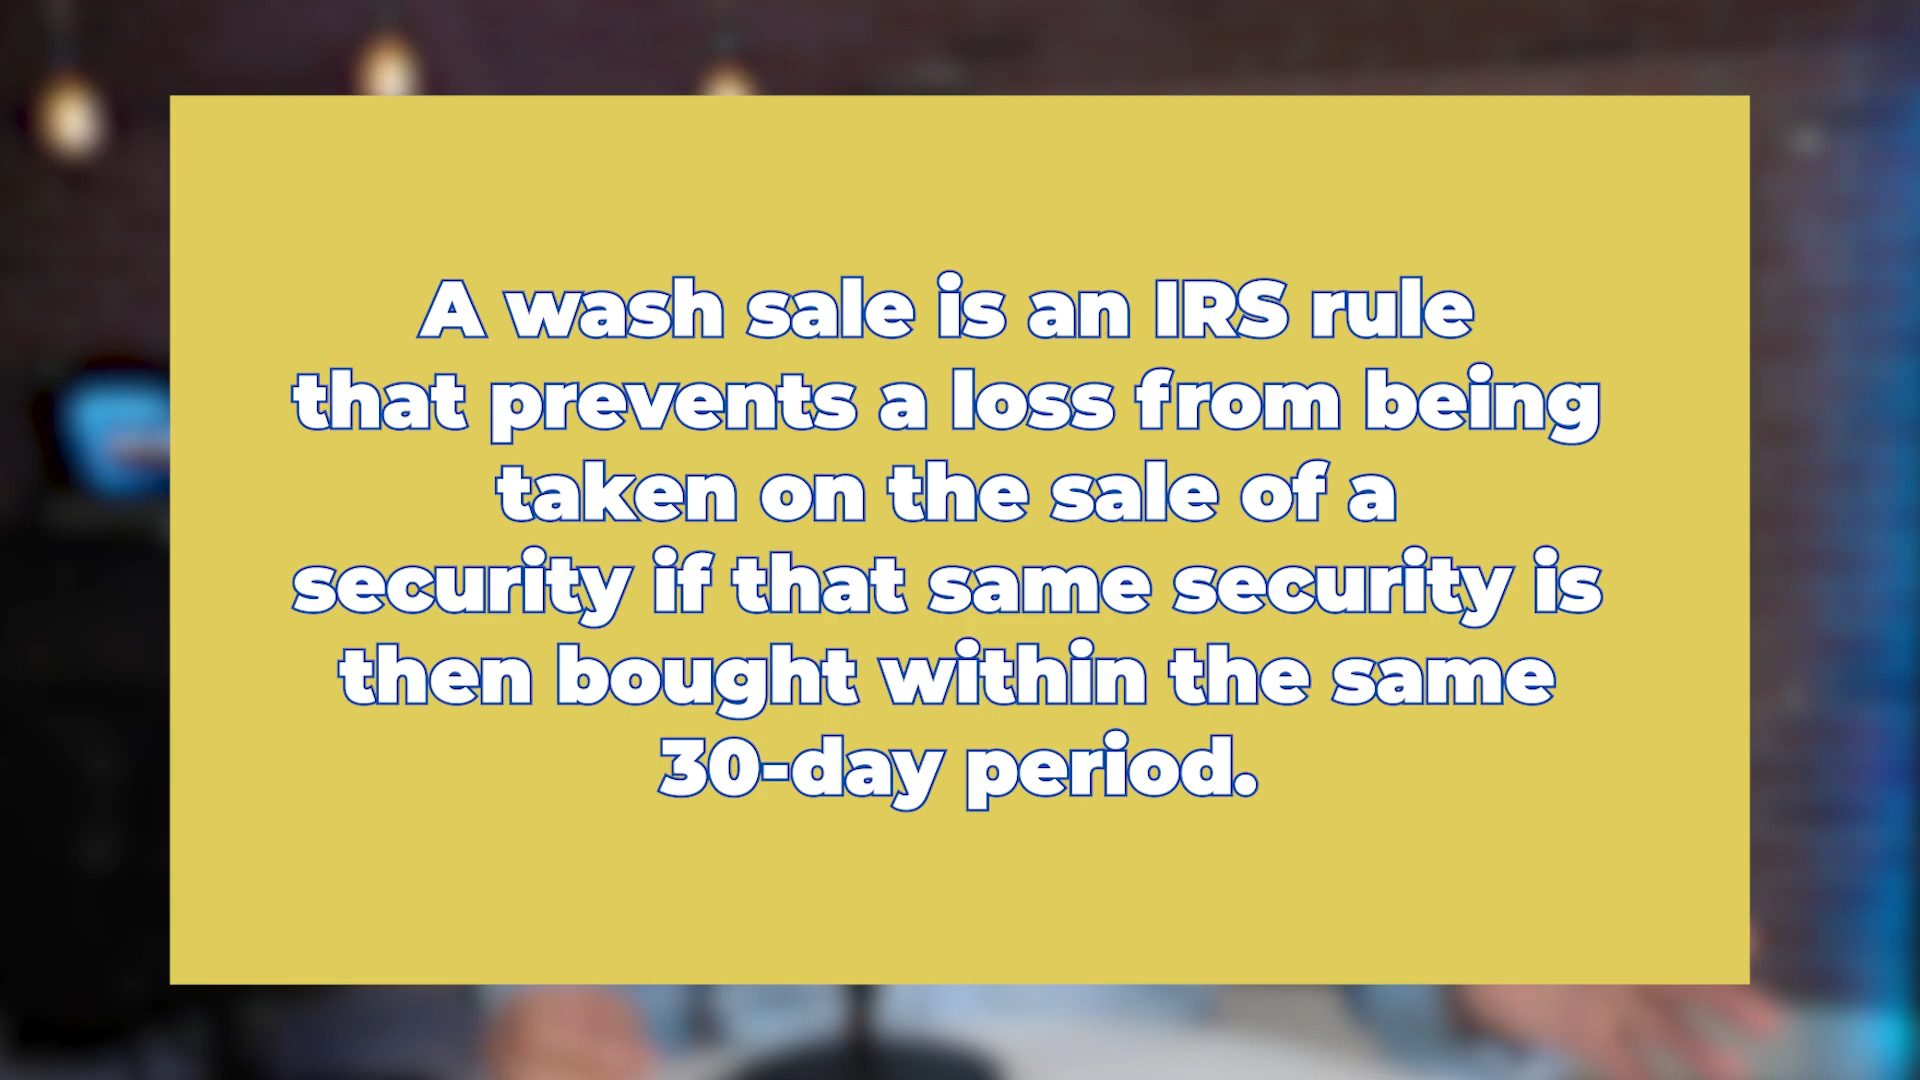 A wash sale is an IRS rule
that prevents a loss from being
taken on the sale of a
security if that same security is
then bought within the same
30-day period.